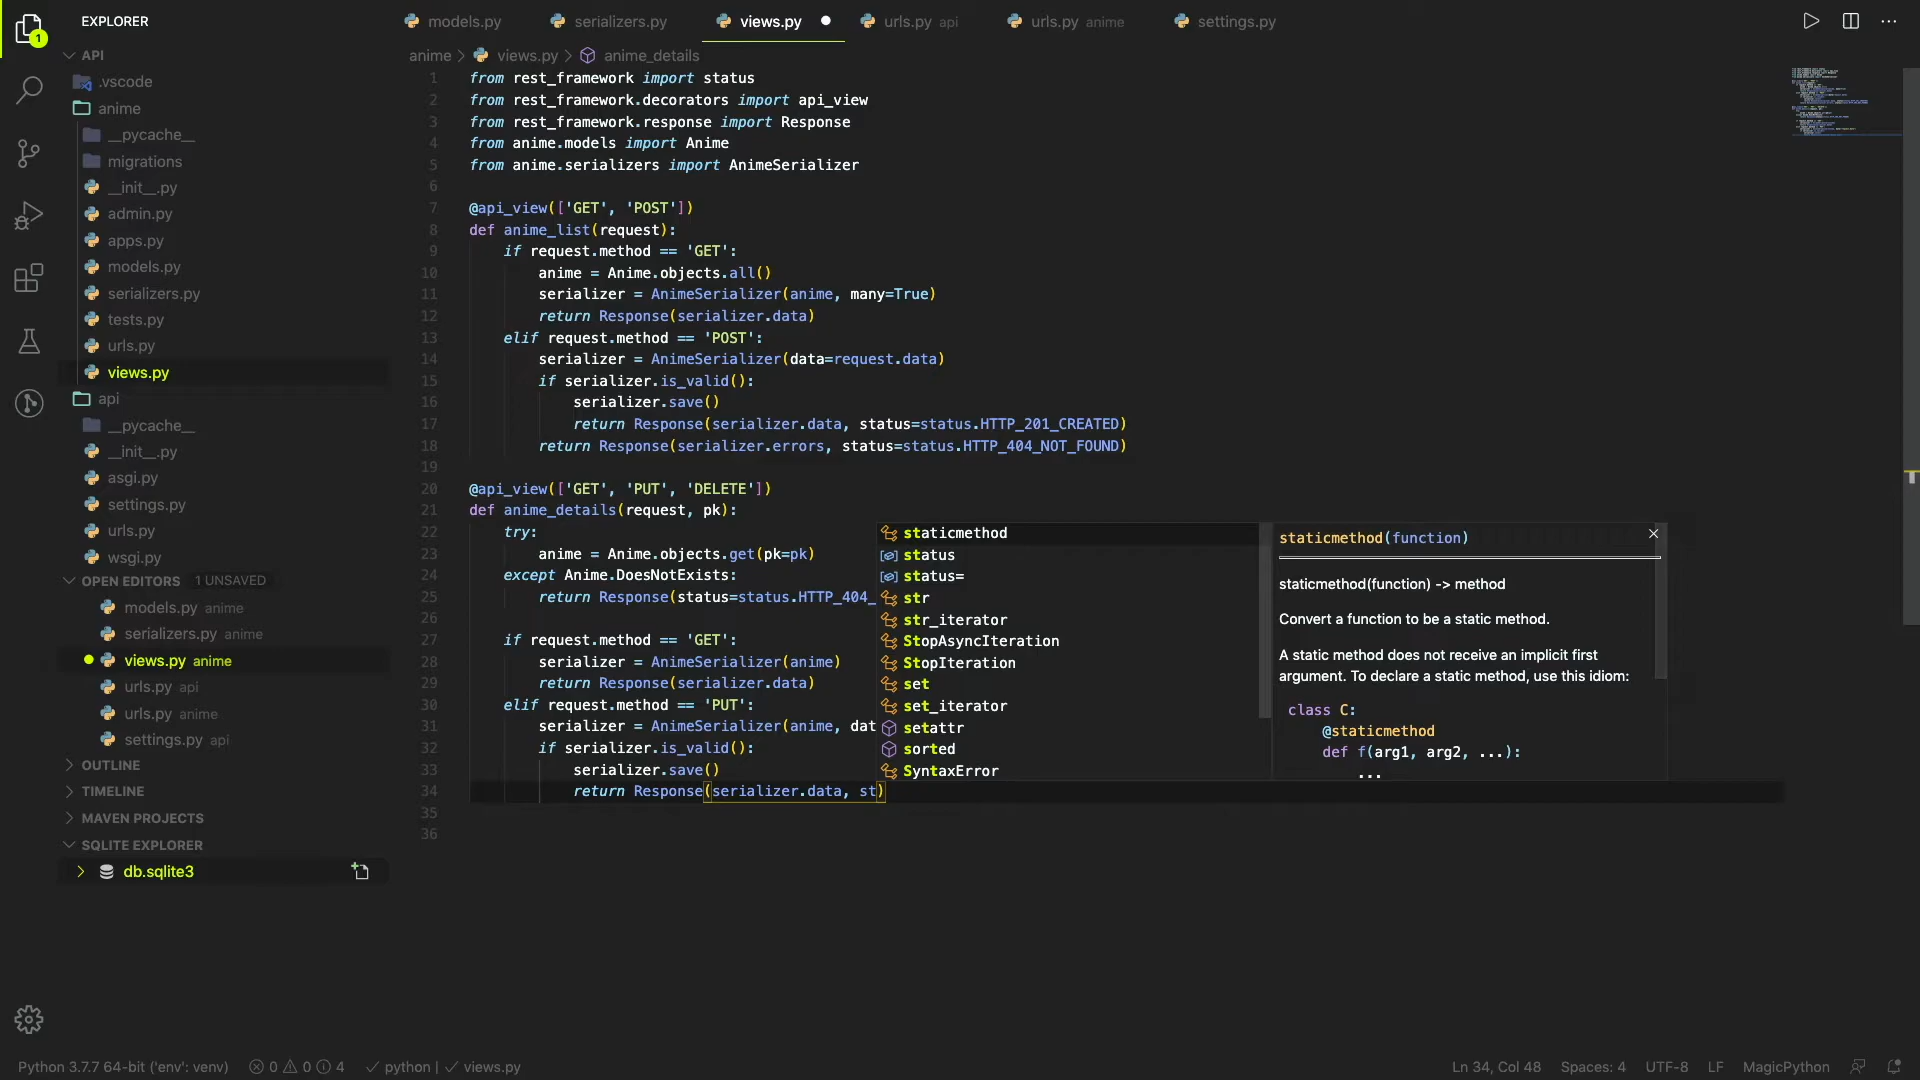 EXPLORER
1
API
.vscode
anime
__pycache__
migrations
__init__.py
admin.py
apps.py
models.py
serializers.py
tests.py
urls.py
views.py
api
__pycache__
__init__.py
asgi.py
settings.py
urls.py
wsgi.py
OPEN EDITORS 1 UNSAVED
models.py anime
serializers.py anime
views.py anime
urls.py api
urls.py anime
settings.py api
OUTLINE
TIMELINE
MAVEN PROJECTS
SQLITE EXPLORER
db.sqlite3
models.py serializers.py views.py urls.py api urls.py anime settings.py
anime > views.py > anime_details
1 from rest_framework import status
2 from rest_framework.decorators import api_view
3 from rest_framework.response import Response
4 from anime.models import Anime
5 from anime.serializers import AnimeSerializer
6
7 @api_view(['GET', 'POST'])
8 def anime_list(request):
9 if request.method == 'GET':
10 anime = Anime.objects.all()
11 serializer = AnimeSerializer(anime, many=True)
12 return Response(serializer.data)
13 elif request.method == 'POST':
14 serializer = AnimeSerializer(data=request.data)
15 if serializer.is_valid():
16 serializer.save()
17 return Response(serializer.data, status=status.HTTP_201_CREATED)
18 return Response(serializer.errors, status=status.HTTP_404_NOT_FOUND)
19
20 @api_view(['GET', 'PUT', 'DELETE'])
21 def anime_details(request, pk):
22 try:
23 anime = Anime.objects.get(pk=pk)
24 except Anime.DoesNotExists:
25 return Response(status=status.HTTP_404_
26
27 if request.method == 'GET':
28 serializer = AnimeSerializer(anime)
29 return Response(serializer.data)
30 elif request.method == 'PUT':
31 serializer = AnimeSerializer(anime, dat
32 if serializer.is_valid():
33 serializer.save()
34 return Response(serializer.data, st)
35
36
staticmethod
status
status=
str
str_iterator
StopAsyncIteration
StopIteration
set
set_iterator
setattr
sorted
SyntaxError
staticmethod(function)
staticmethod(function) -> method
Convert a function to be a static method.
A static method does not receive an implicit first
argument. To declare a static method, use this idiom:
class C:
@staticmethod
def f(arg1, arg2, ...):
...
Python 3.7.7 64-bit ('env': venv) 0 0 4 python | views.py Ln 34, Col 48 Spaces: 4 UTF-8 LF MagicPython